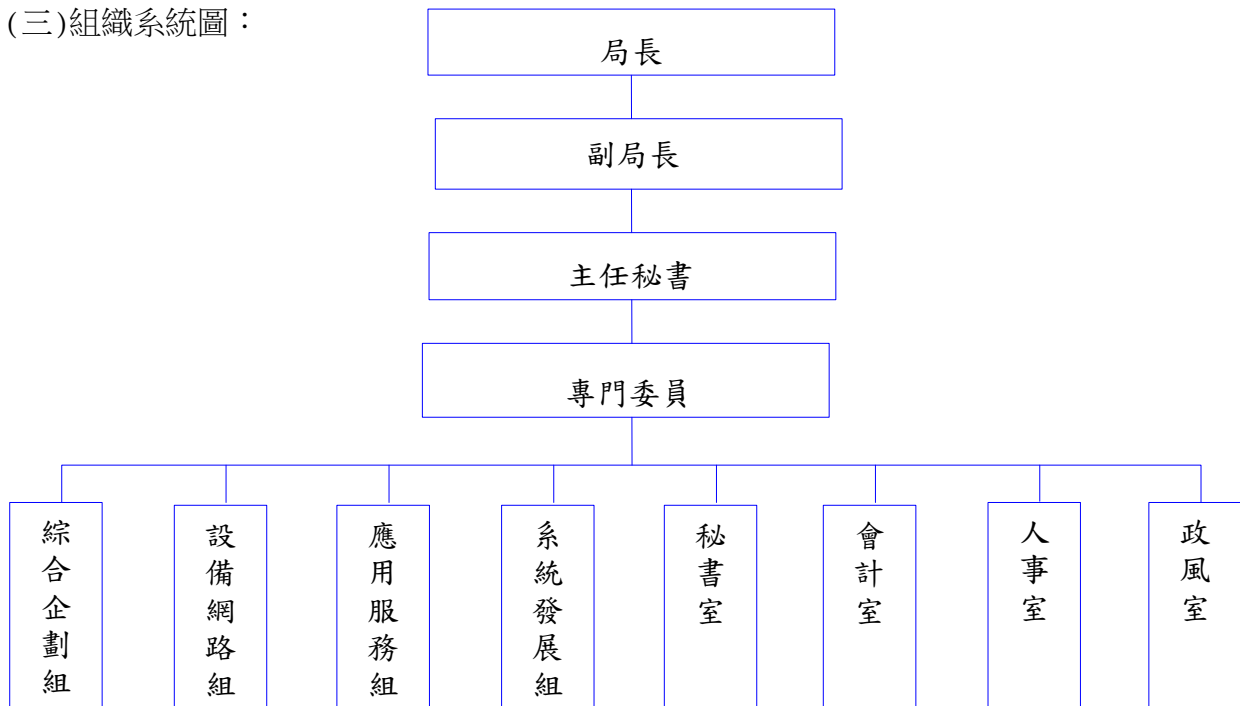 (三)組織系統圖：
局長
副局長
主任秘書
專門委員
綜合企劃組
設備網路組
應用服務組
系統發展組
秘書室
會計室
人事室
政風室